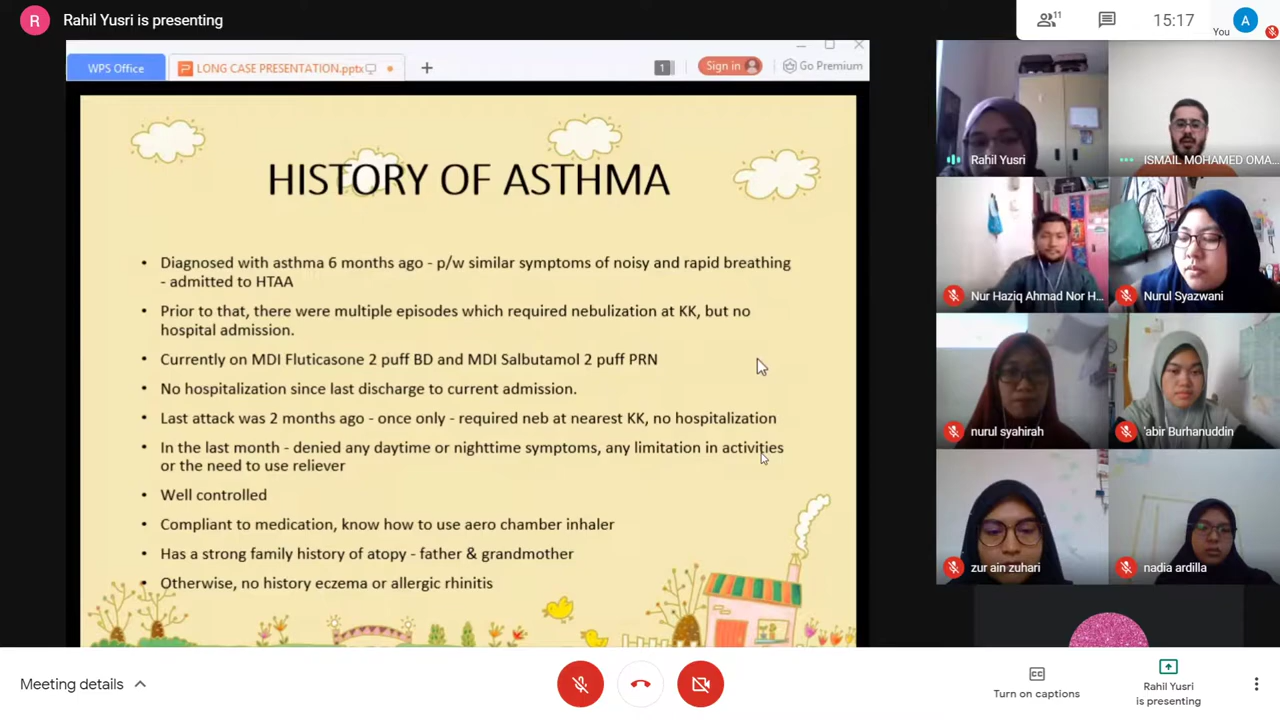 R
Rahil Yusri is presenting
11
15:17
You
A
WPS Office
LONG CASE PRESENTATION.pptx
1
Sign in
Go Premium
HISTORY OF ASTHMA
• Diagnosed with asthma 6 months ago - p/w similar symptoms of noisy and rapid breathing
- admitted to HTAA
• Prior to that, there were multiple episodes which required nebulization at KK, but no
hospital admission.
• Currently on MDI Fluticasone 2 puff BD and MDI Salbutamol 2 puff PRN
• No hospitalization since last discharge to current admission.
• Last attack was 2 months ago - once only - required neb at nearest KK, no hospitalization
• In the last month - denied any daytime or nighttime symptoms, any limitation in activities
or the need to use reliever
• Well controlled
• Compliant to medication, know how to use aero chamber inhaler
• Has a strong family history of atopy - father & grandmother
• Otherwise, no history eczema or allergic rhinitis
Rahil Yusri
ISMAIL MOHAMED OMA...
Nur Haziq Ahmad Nor H...
Nurul Syazwani
nurul syahirah
'abir Burhanuddin
zur ain zuhari
nadia ardilla
Meeting details
CC
Turn on captions
Rahil Yusri
is presenting